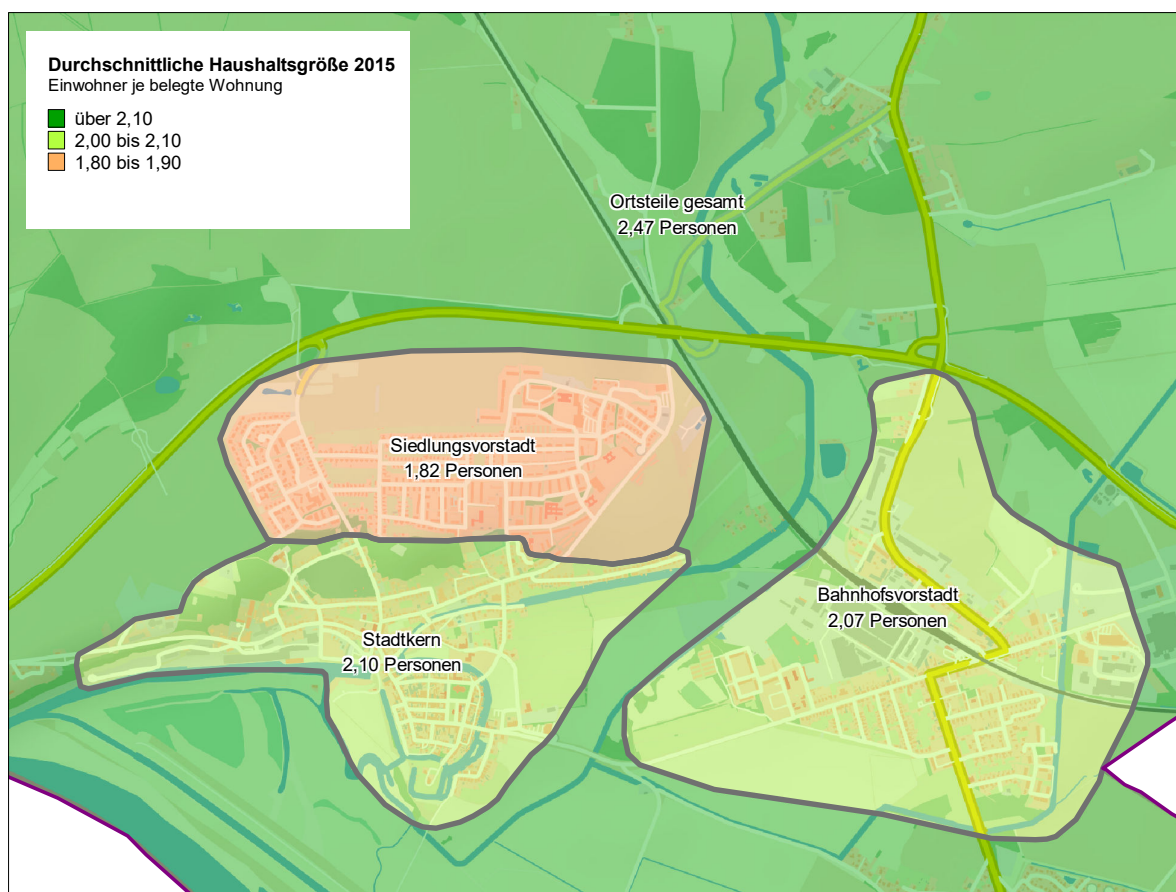 Durchschnittliche Haushaltsgröße 2015
Einwohner je belegte Wohnung
über 2,10
2,00 bis 2,10
1,80 bis 1,90
Ortsteile gesamt
2,47 Personen
Siedlungsvorstadt
1,82 Personen
Bahnhofsvorstadt
2,07 Personen
Stadtkern
2,10 Personen